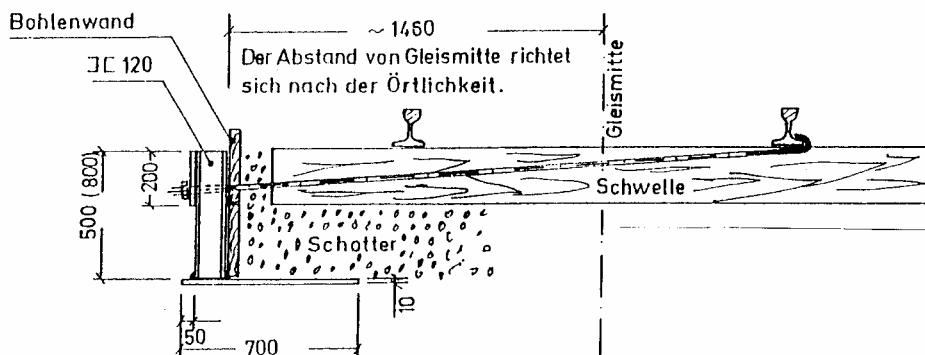 Bohlenwand
~ 1460
Der Abstand von Gleismitte richtet
sich nach der Örtlichkeit.
ꓛC 120
Gleismitte
500 (800)
200
Schwelle
Schotter
10
50
700